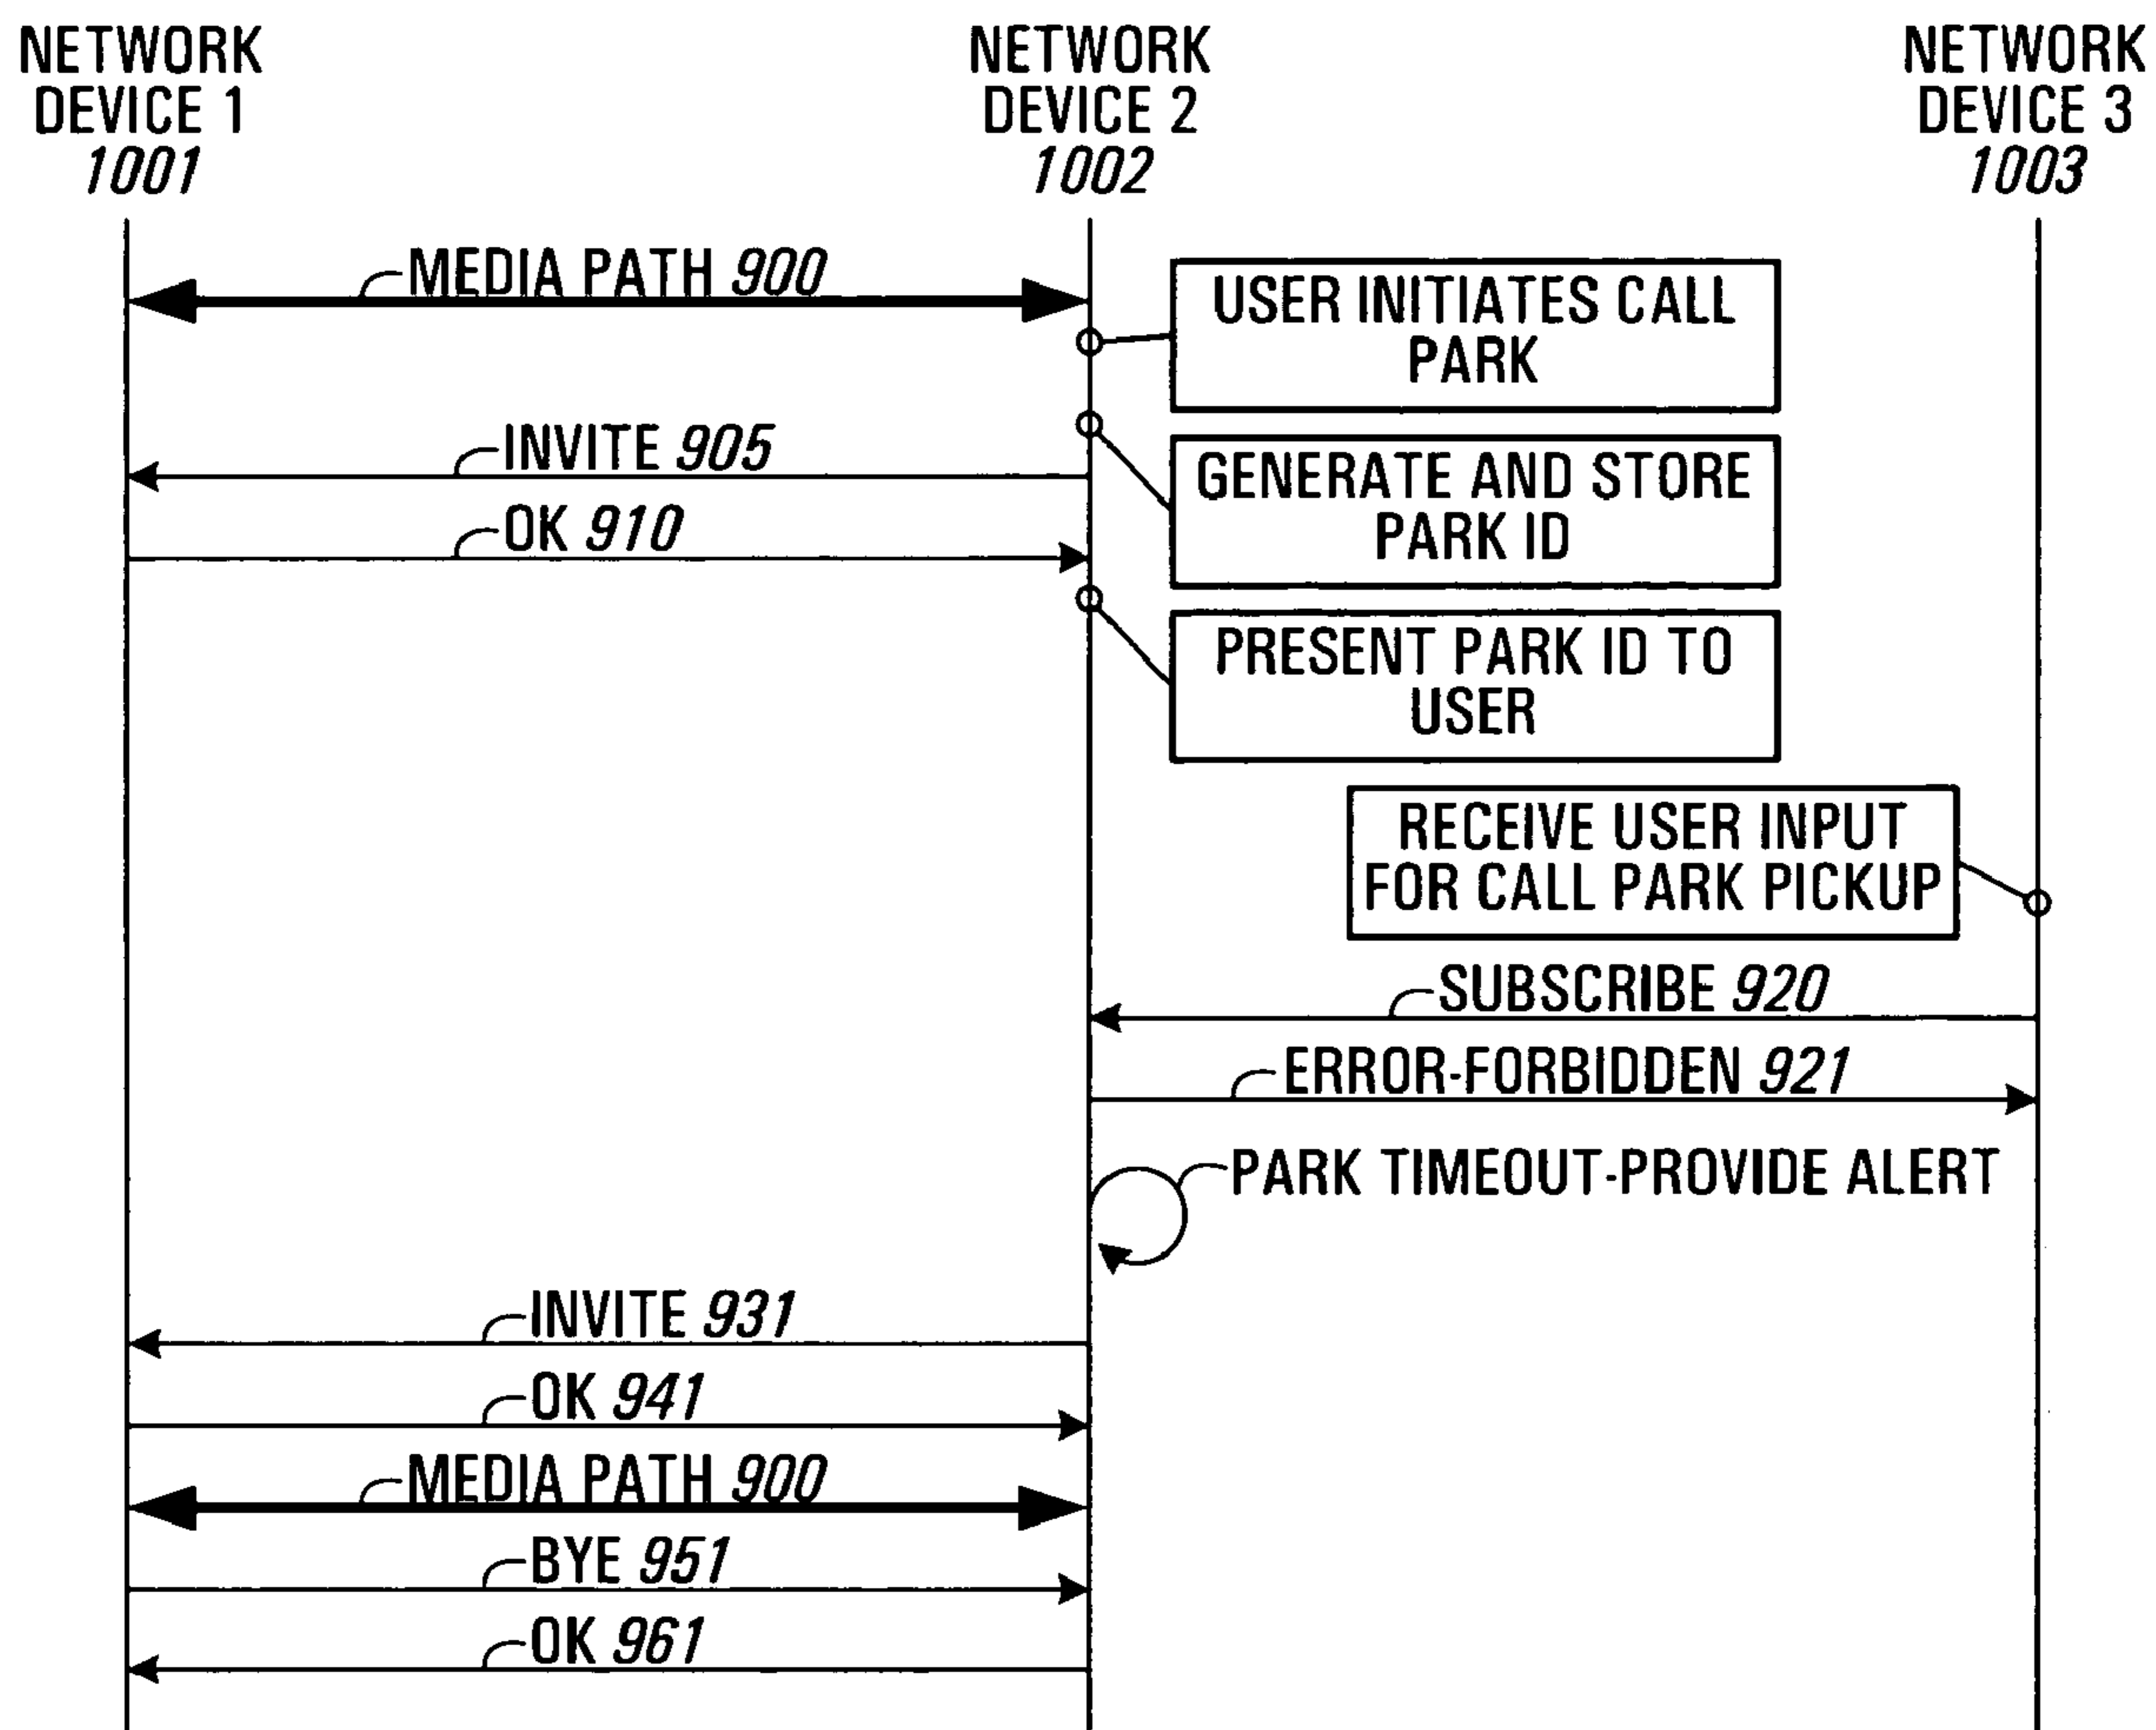 NETWORK
DEVICE 1
1001
NETWORK
DEVICE 2
1002
NETWORK
DEVICE 3
1003
MEDIA PATH 900
USER INITIATES CALL
PARK
INVITE 905
GENERATE AND STORE
PARK ID
OK 910
PRESENT PARK ID TO
USER
RECEIVE USER INPUT
FOR CALL PARK PICKUP
SUBSCRIBE 920
ERROR-FORBIDDEN 921
PARK TIMEOUT-PROVIDE ALERT
INVITE 931
OK 941
MEDIA PATH 900
BYE 951
OK 961